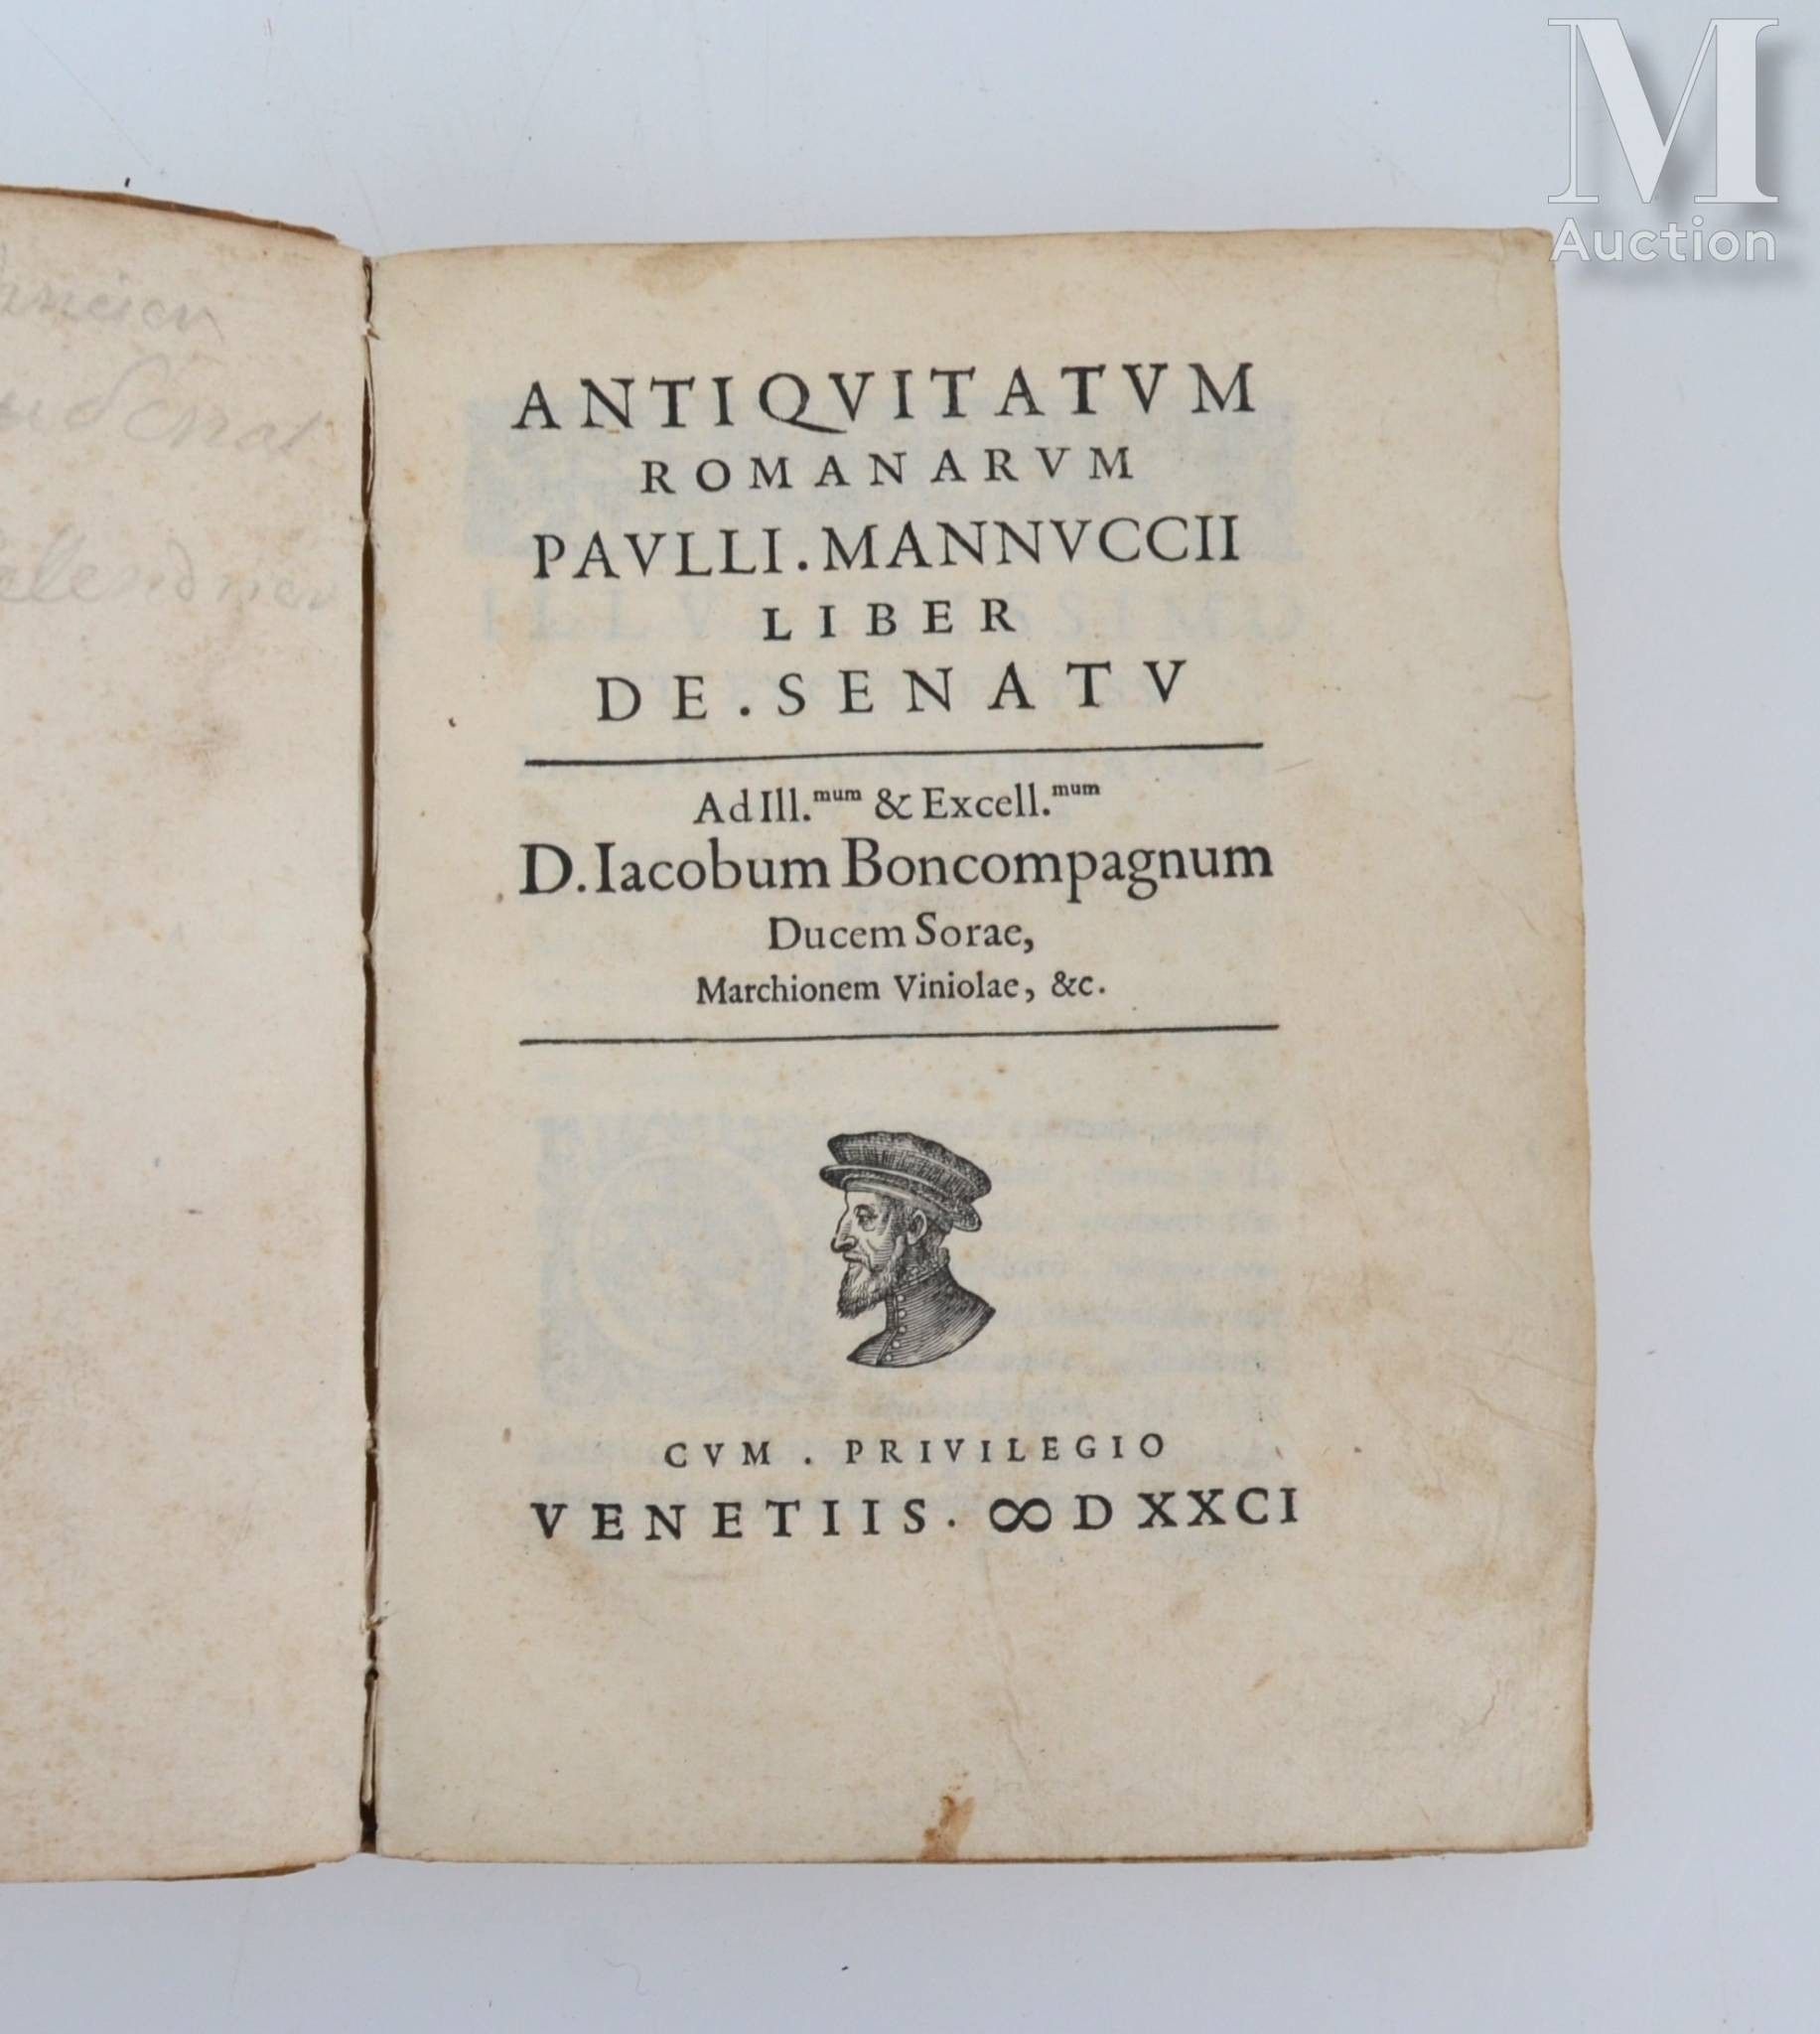 M
Auction
ANTIQVITATVM
ROMANARVM
PAVLLI.MANNVCCII
LIBER
DE.SENATV
Ad Ill.mum & Excell.mum
D.Iacobum Boncompagnum
Ducem Sorae,
Marchionem Viniolae, &c.
CVM . PRIVILEGIO
VENETIIS. ∞ D XXCI